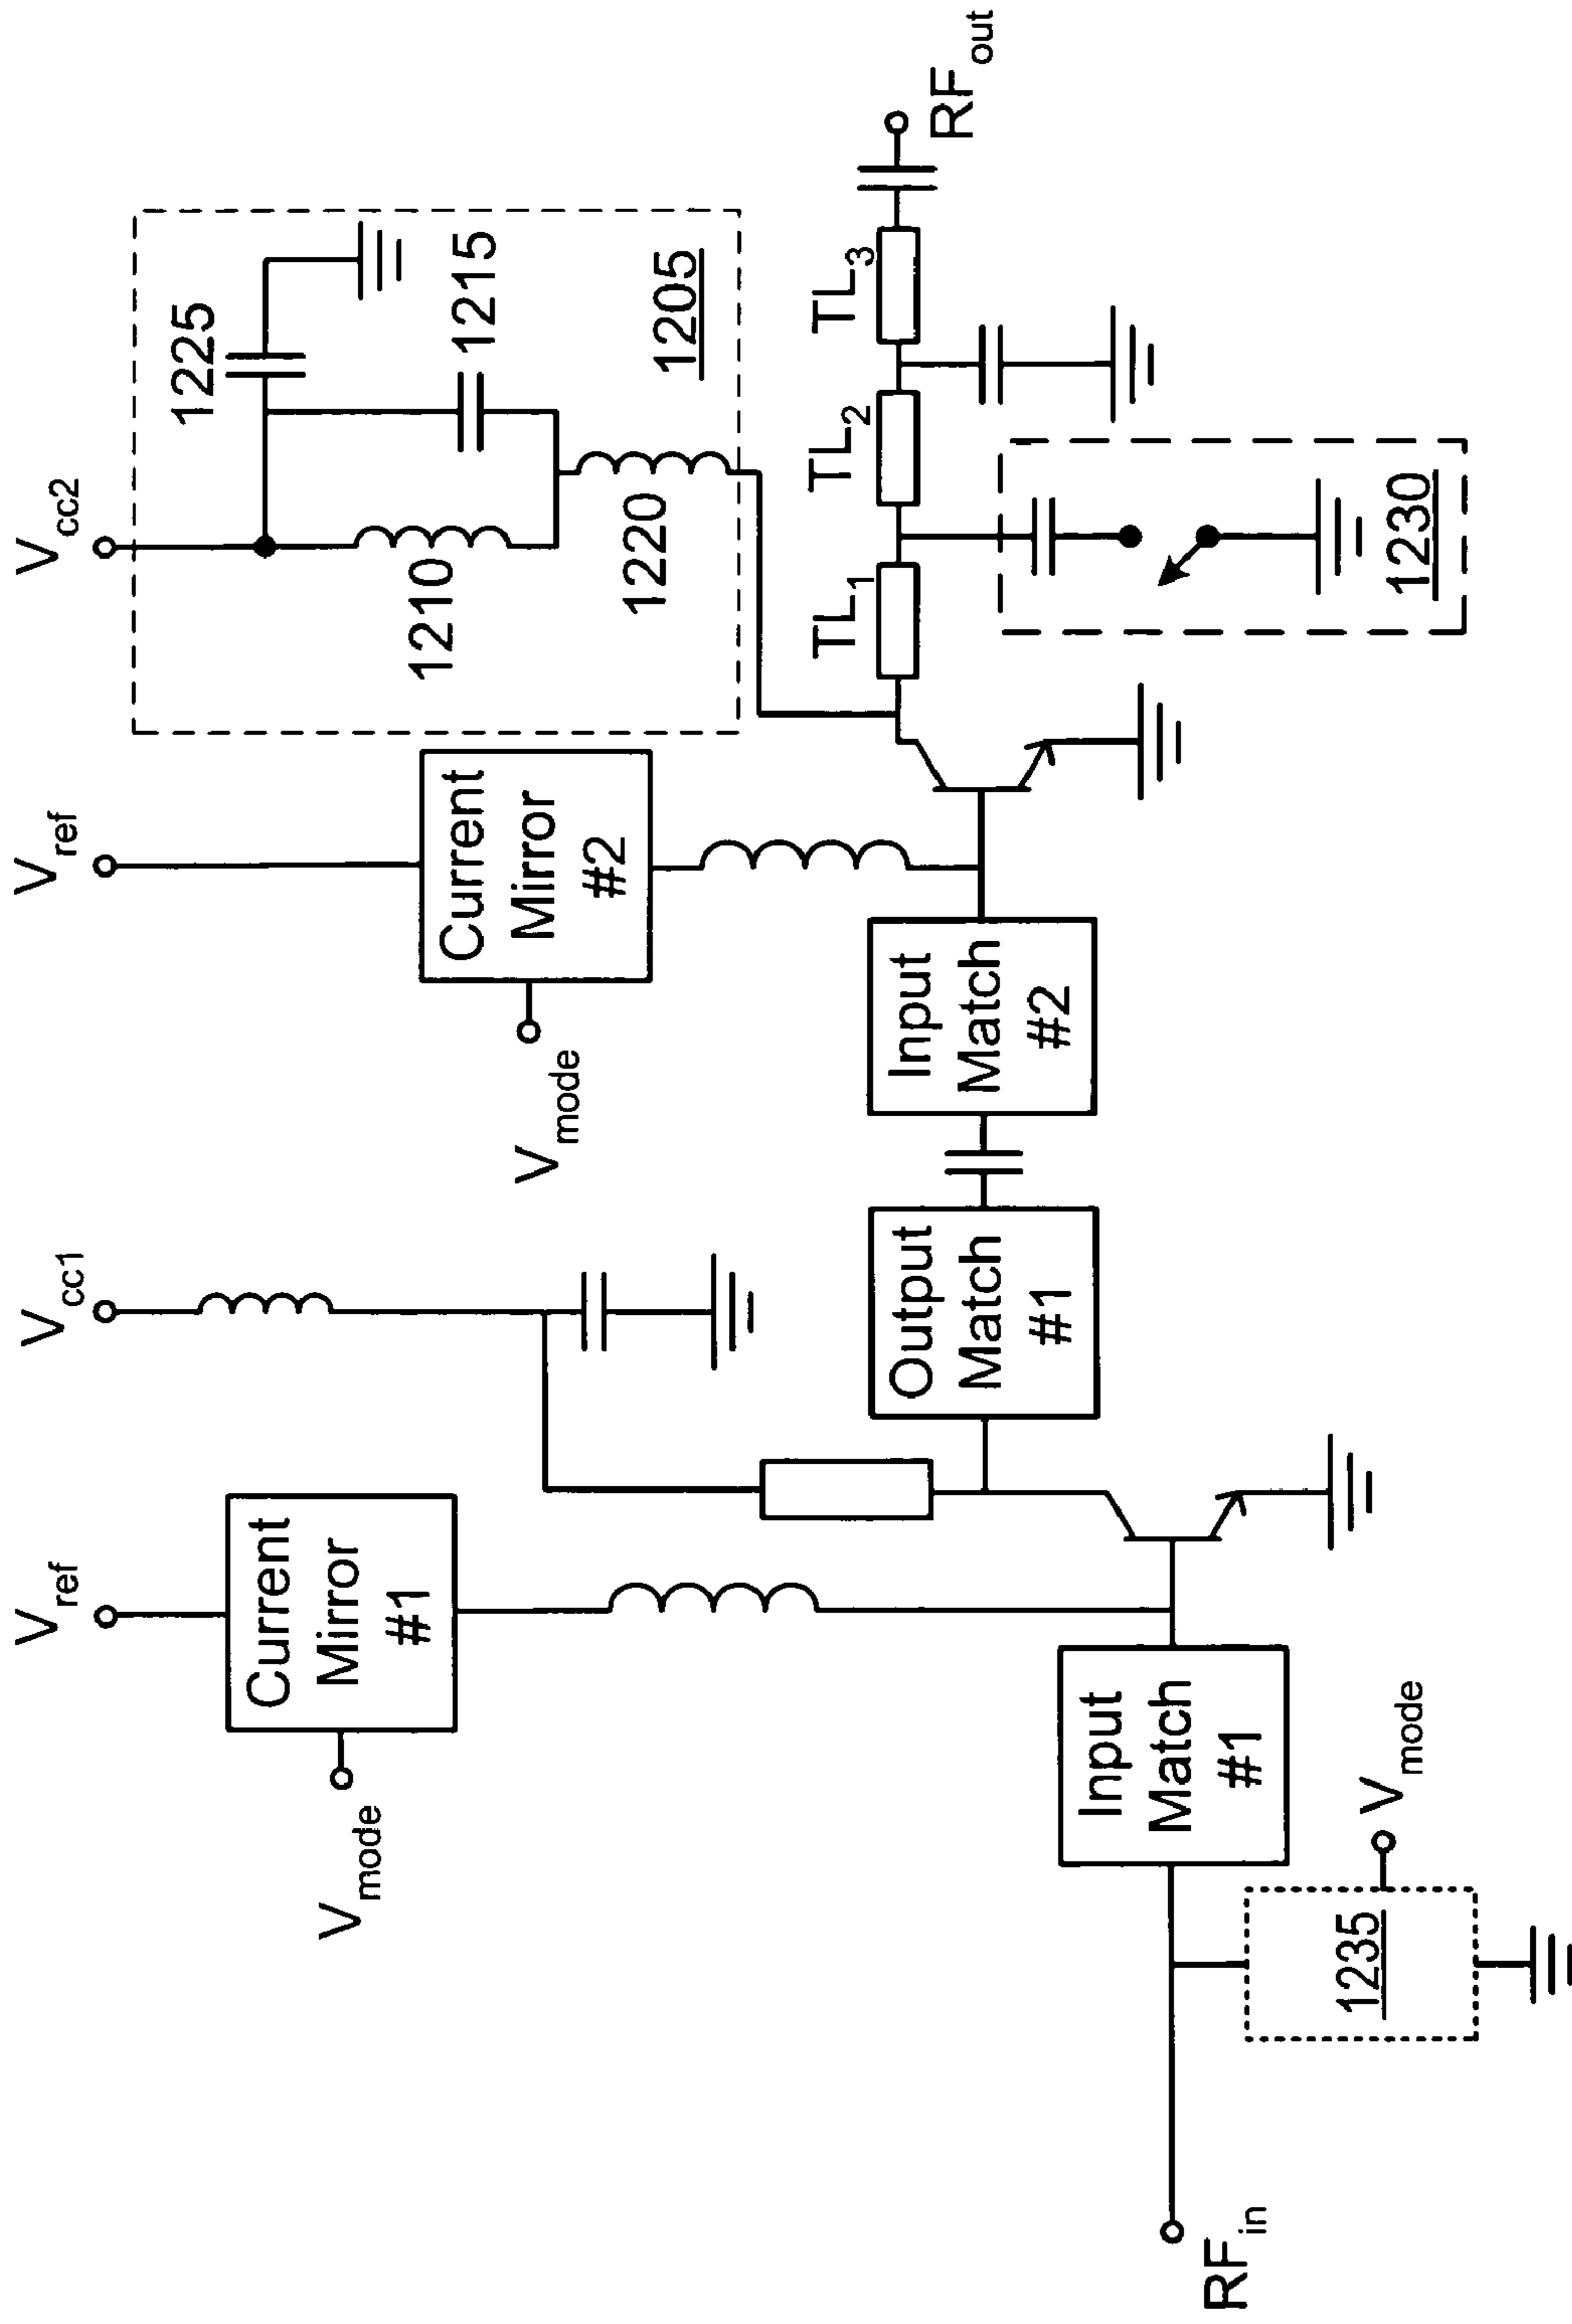 V_ref
Current
Mirror
#1
V_mode
V_cc1
V_ref
Current
Mirror
#2
V_mode
V_cc2
1225
1215
1210
1220
1205
TL_1
TL_2
TL_3
RF_out
1230
Output
Match
#1
Input
Match
#2
Input
Match
#1
V_mode
1235
RF_in